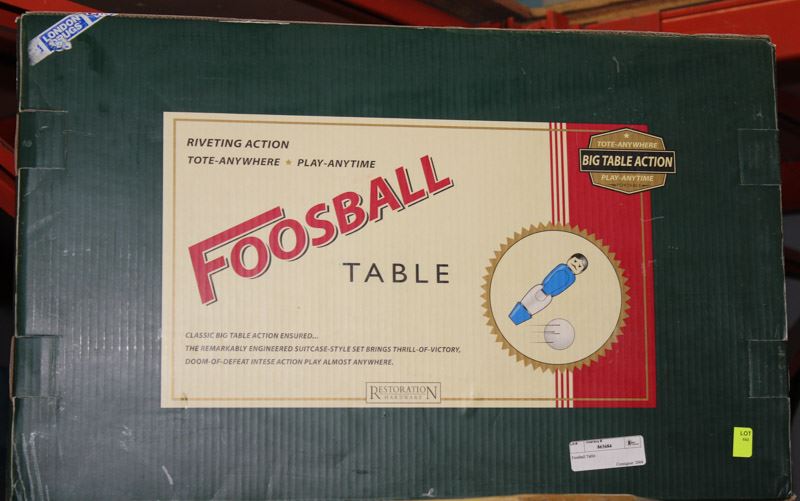 LONDON
DRUGS
RIVETING ACTION
TOTE-ANYWHERE ★ PLAY-ANYTIME
FOOSBALL
TABLE
TOTE-ANYWHERE
BIG TABLE ACTION
PLAY-ANYTIME
CLASSIC BIG TABLE ACTION ENSURED...
THE REMARKABLY ENGINEERED SUITCASE-STYLE SET BRINGS THRILL-OF-VICTORY,
DOOM-OF-DEFEAT INTESE ACTION PLAY ALMOST ANYWHERE.
RESTORATION
HARDWARE
Foosball Table
Consignor:
LOT